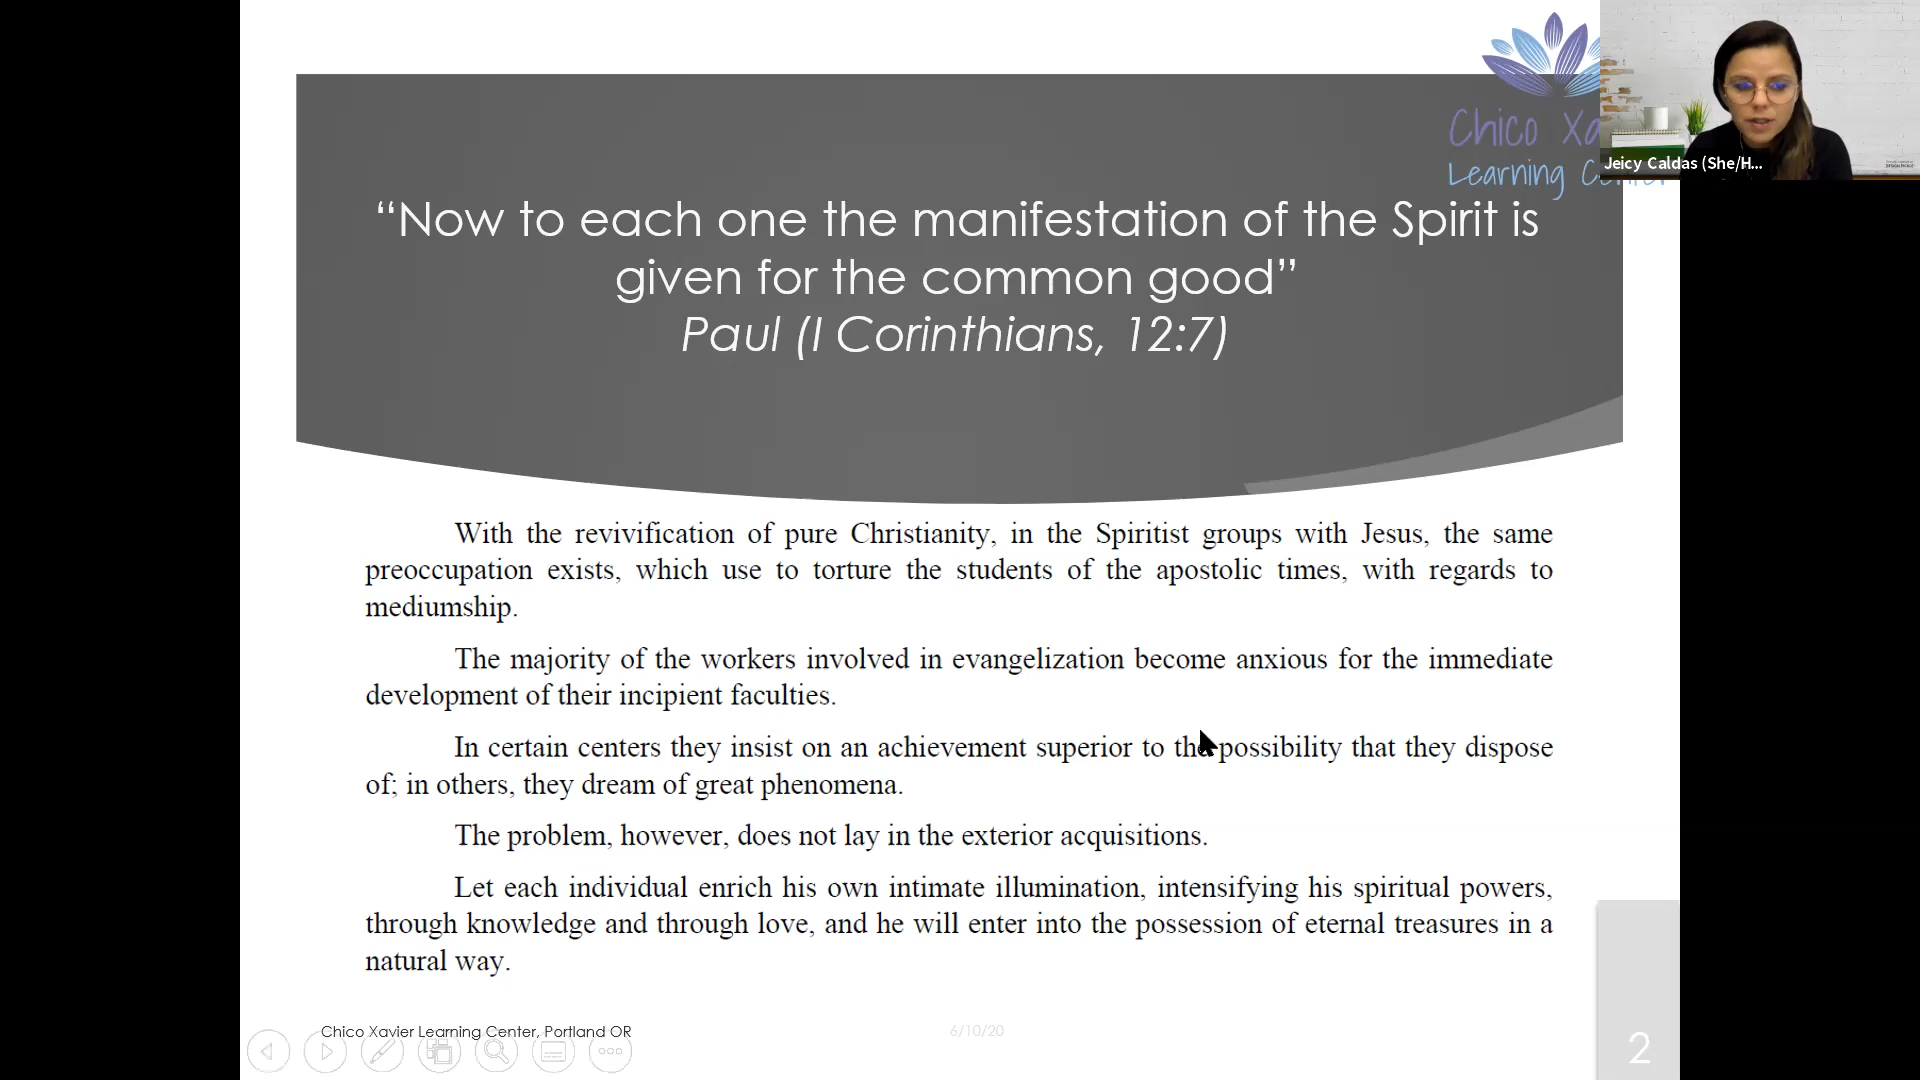 Chico Xa
Learning Center
Jeicy Caldas (She/H...
“Now to each one the manifestation of the Spirit is
given for the common good”
Paul (I Corinthians, 12:7)
With the revivification of pure Christianity, in the Spiritist groups with Jesus, the same
preoccupation exists, which use to torture the students of the apostolic times, with regards to
mediumship.
The majority of the workers involved in evangelization become anxious for the immediate
development of their incipient faculties.
In certain centers they insist on an achievement superior to the possibility that they dispose
of; in others, they dream of great phenomena.
The problem, however, does not lay in the exterior acquisitions.
Let each individual enrich his own intimate illumination, intensifying his spiritual powers,
through knowledge and through love, and he will enter into the possession of eternal treasures in a
natural way.
Chico Xavier Learning Center, Portland OR
6/10/20
2